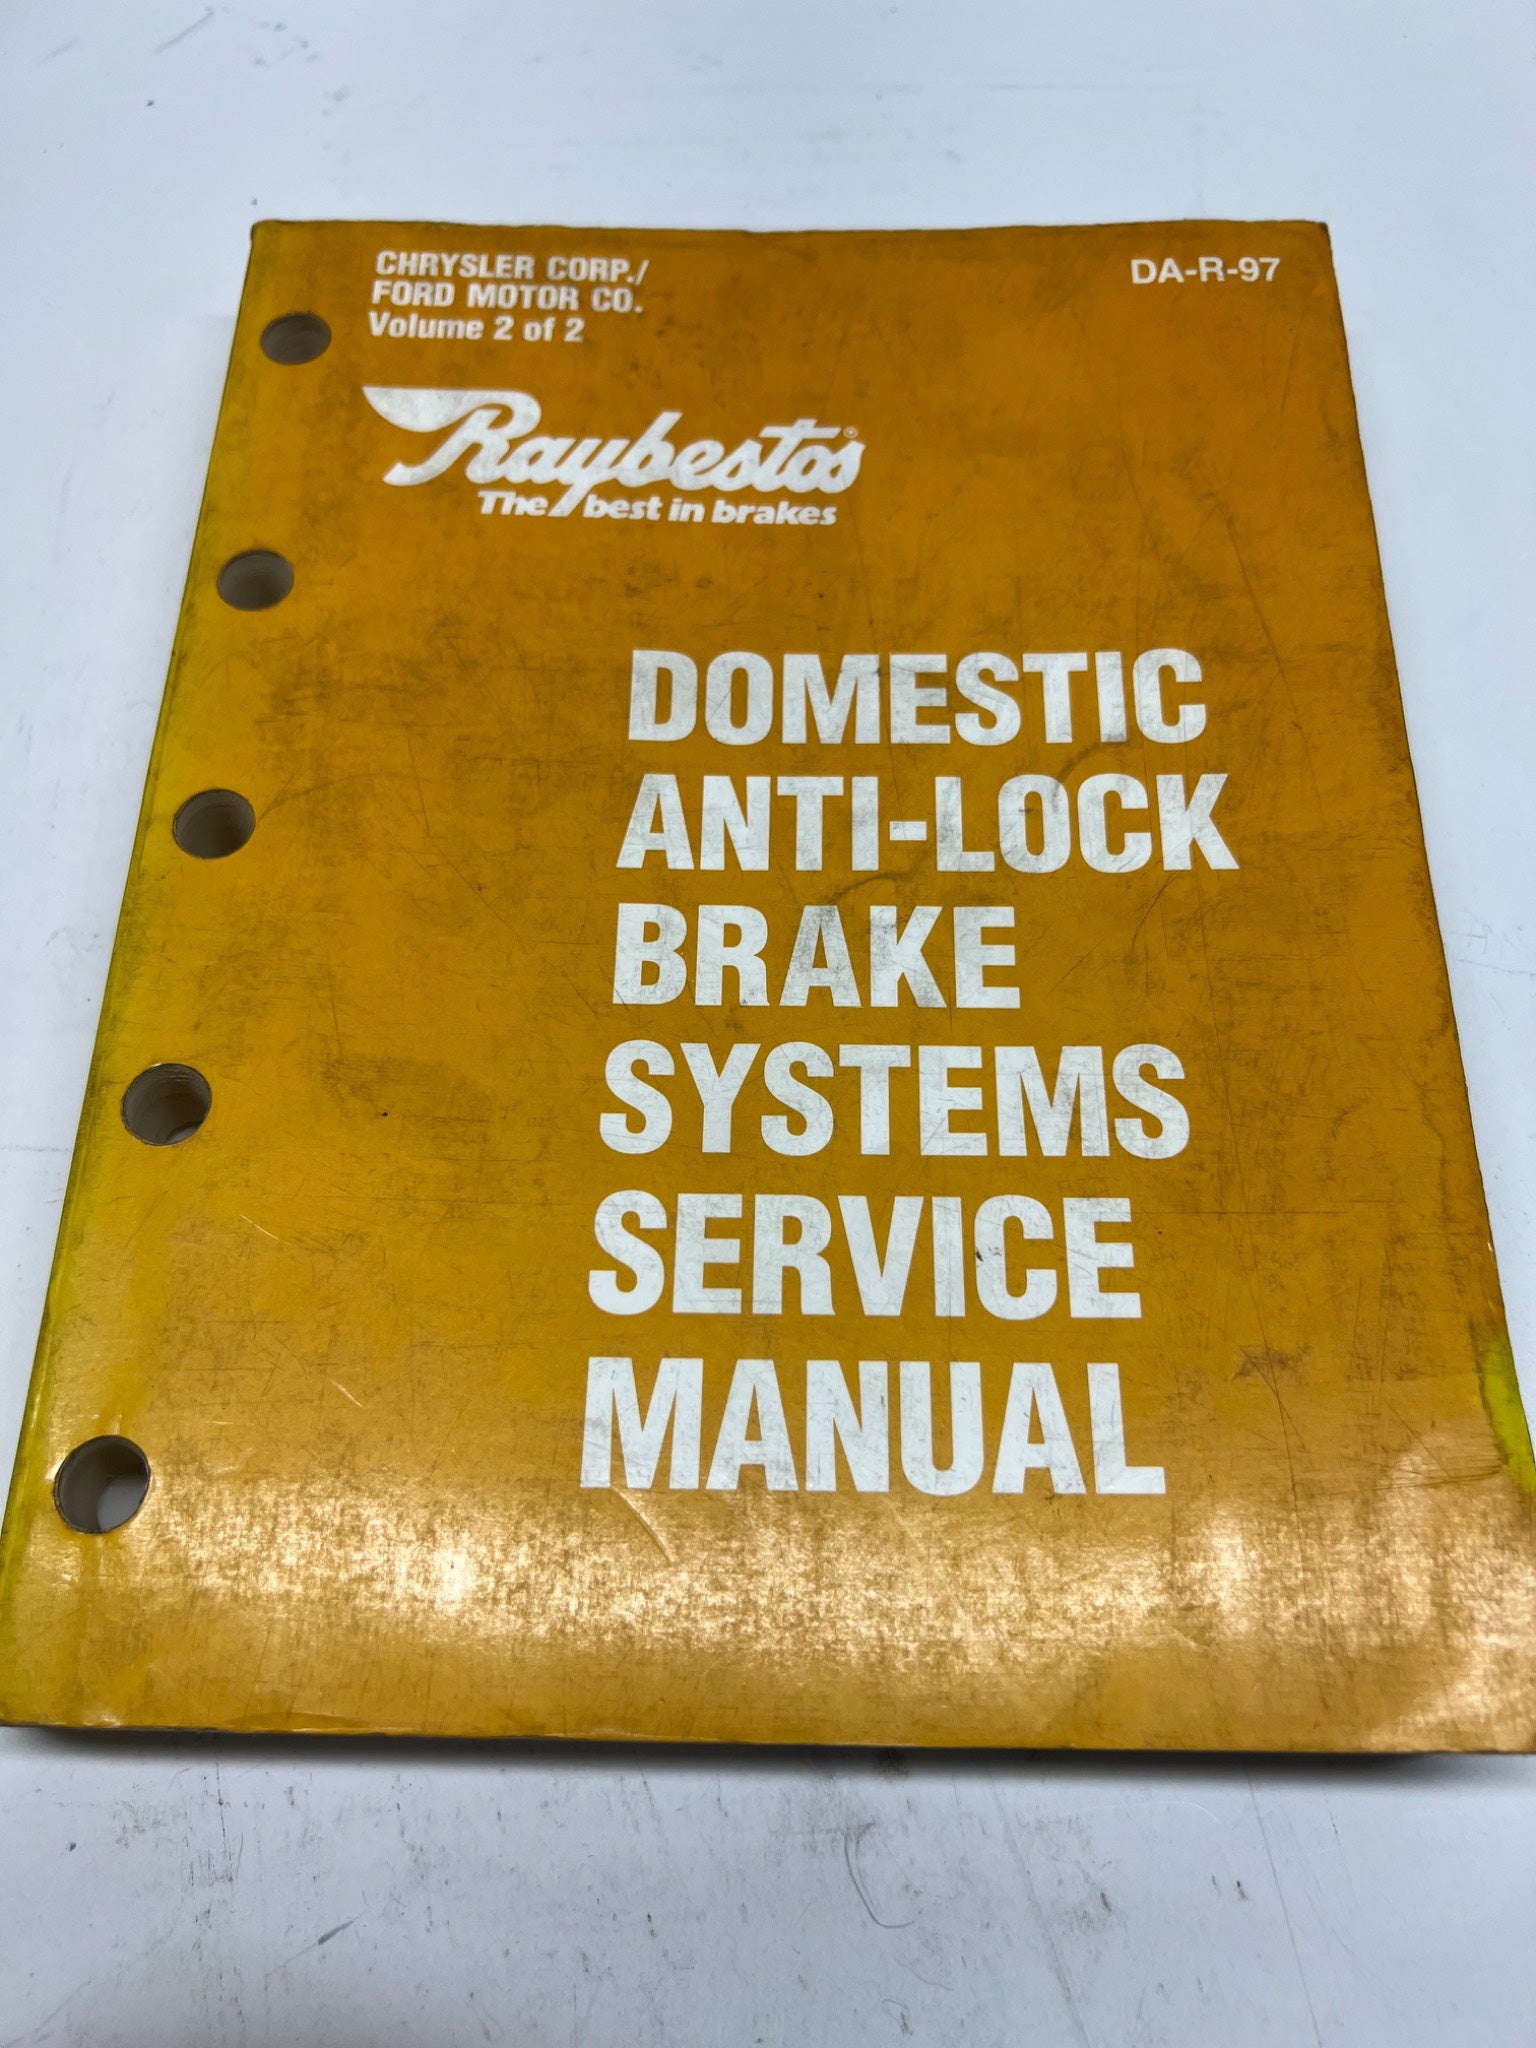 CHRYSLER CORP./
FORD MOTOR CO.
Volume 2 of 2
DA-R-97
Raybestos®
The best in brakes
DOMESTIC
ANTI-LOCK
BRAKE
SYSTEMS
SERVICE
MANUAL